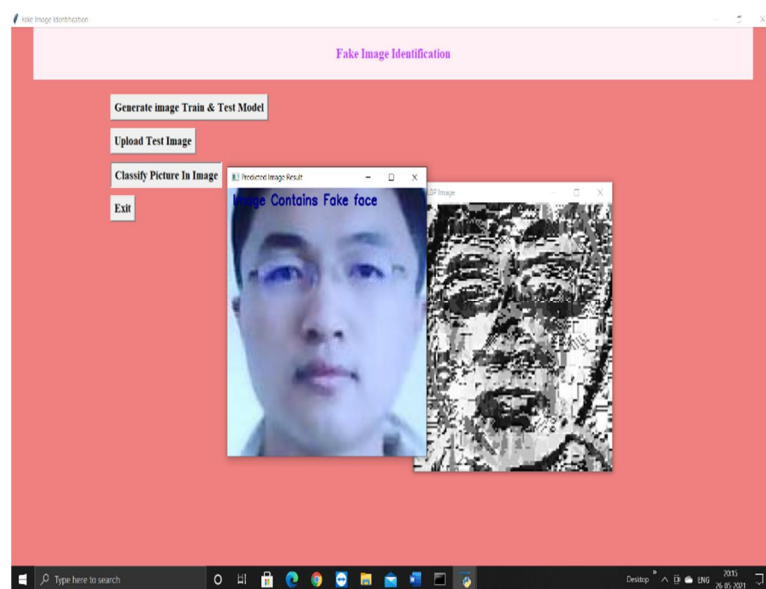 Fake Image Identification
Fake Image Identification
Generate image Train & Test Model
Upload Test Image
Classify Picture In Image
Exit
Predicted Image Result
Image Contains Fake face
LBP Image
Type here to search
Desktop
ENG
20:15
26-05-2021